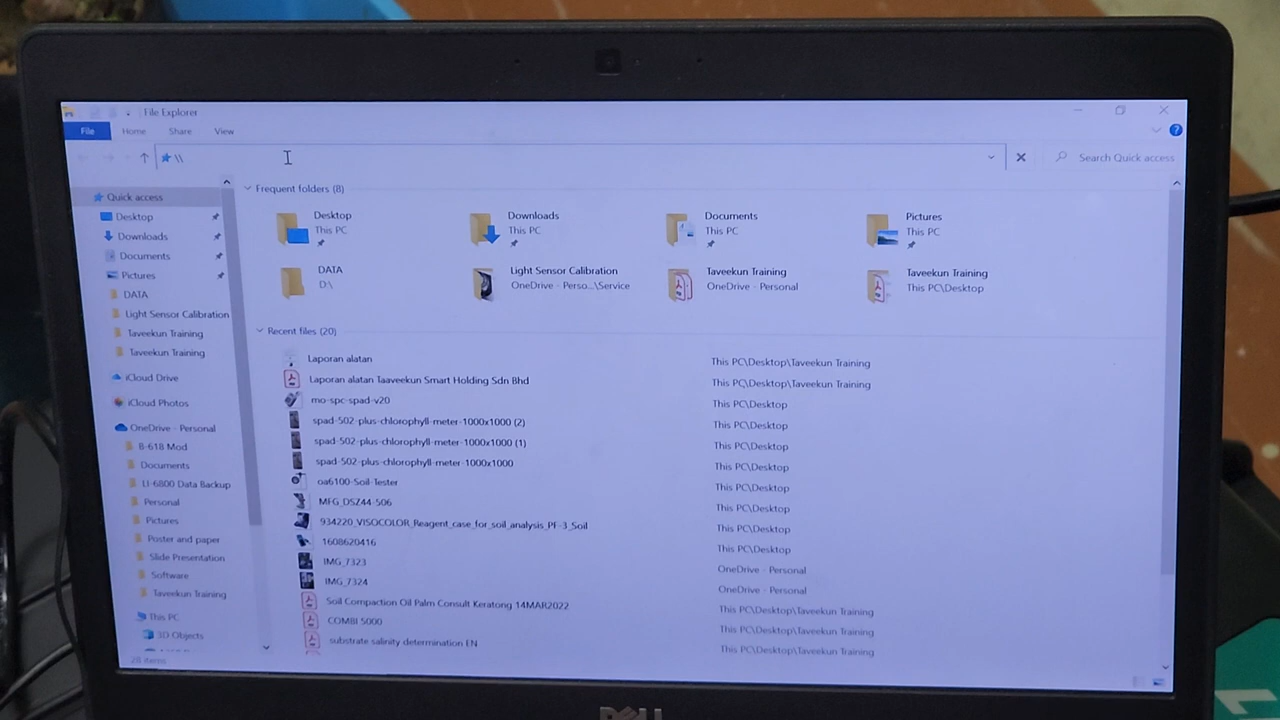 File Explorer
File Home Share View
\\ Search Quick access
Quick access
Desktop
Downloads
Documents
Pictures
DATA
Light Sensor Calibration
Taveekun Training
Taveekun Training
iCloud Drive
iCloud Photos
OneDrive - Personal
B-618 Mod
Documents
LI-6800 Data Backup
Personal
Pictures
Poster and paper
Slide Presentation
Software
Taveekun Training
This PC
3D Objects
28 items
Frequent folders (8)
Desktop
This PC
Downloads
This PC
Documents
This PC
Pictures
This PC
DATA
D:\
Light Sensor Calibration
OneDrive - Perso...\Service
Taveekun Training
OneDrive - Personal
Taveekun Training
This PC\Desktop
Recent files (20)
Laporan alatan This PC\Desktop\Taveekun Training
Laporan alatan Taaveekun Smart Holding Sdn Bhd This PC\Desktop\Taveekun Training
mo-spc-spad-v20 This PC\Desktop
spad-502-plus-chlorophyll-meter-1000x1000 (2) This PC\Desktop
spad-502-plus-chlorophyll-meter-1000x1000 (1) This PC\Desktop
spad-502-plus-chlorophyll-meter-1000x1000 This PC\Desktop
oa6100-Soil-Tester This PC\Desktop
MFG_DSZ44-506 This PC\Desktop
934220_VISOCOLOR_Reagent_case_for_soil_analysis_PF-3_Soil This PC\Desktop
1608620416 This PC\Desktop
IMG_7323 OneDrive - Personal
IMG_7324 OneDrive - Personal
Soil Compaction Oil Palm Consult Keratong 14MAR2022 This PC\Desktop\Taveekun Training
COMBI 5000 This PC\Desktop\Taveekun Training
substrate salinity determination EN This PC\Desktop\Taveekun Training
DELL